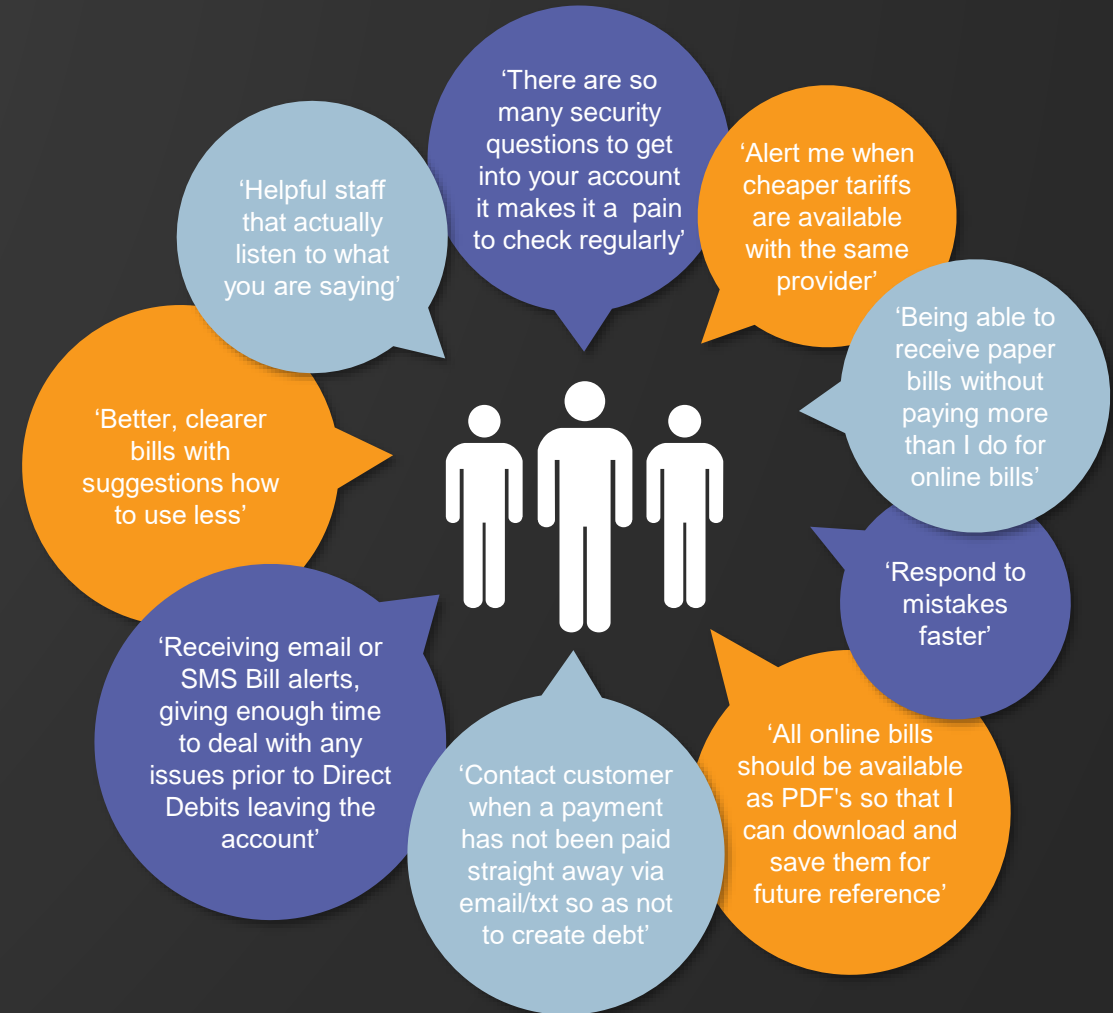 ‘There are so
many security
questions to get
into your account
it makes it a pain
to check regularly’
‘Alert me when
cheaper tariffs
are available
with the same
provider’
‘Being able to
receive paper
bills without
paying more
than I do for
online bills’
‘Respond to
mistakes
faster’
‘All online bills
should be available
as PDF's so that I
can download and
save them for
future reference’
‘Contact customer
when a payment
has not been paid
straight away via
email/txt so as not
to create debt’
‘Receiving email or
SMS Bill alerts,
giving enough time
to deal with any
issues prior to Direct
Debits leaving the
account’
‘Better, clearer
bills with
suggestions how
to use less’
‘Helpful staff
that actually
listen to what
you are saying’